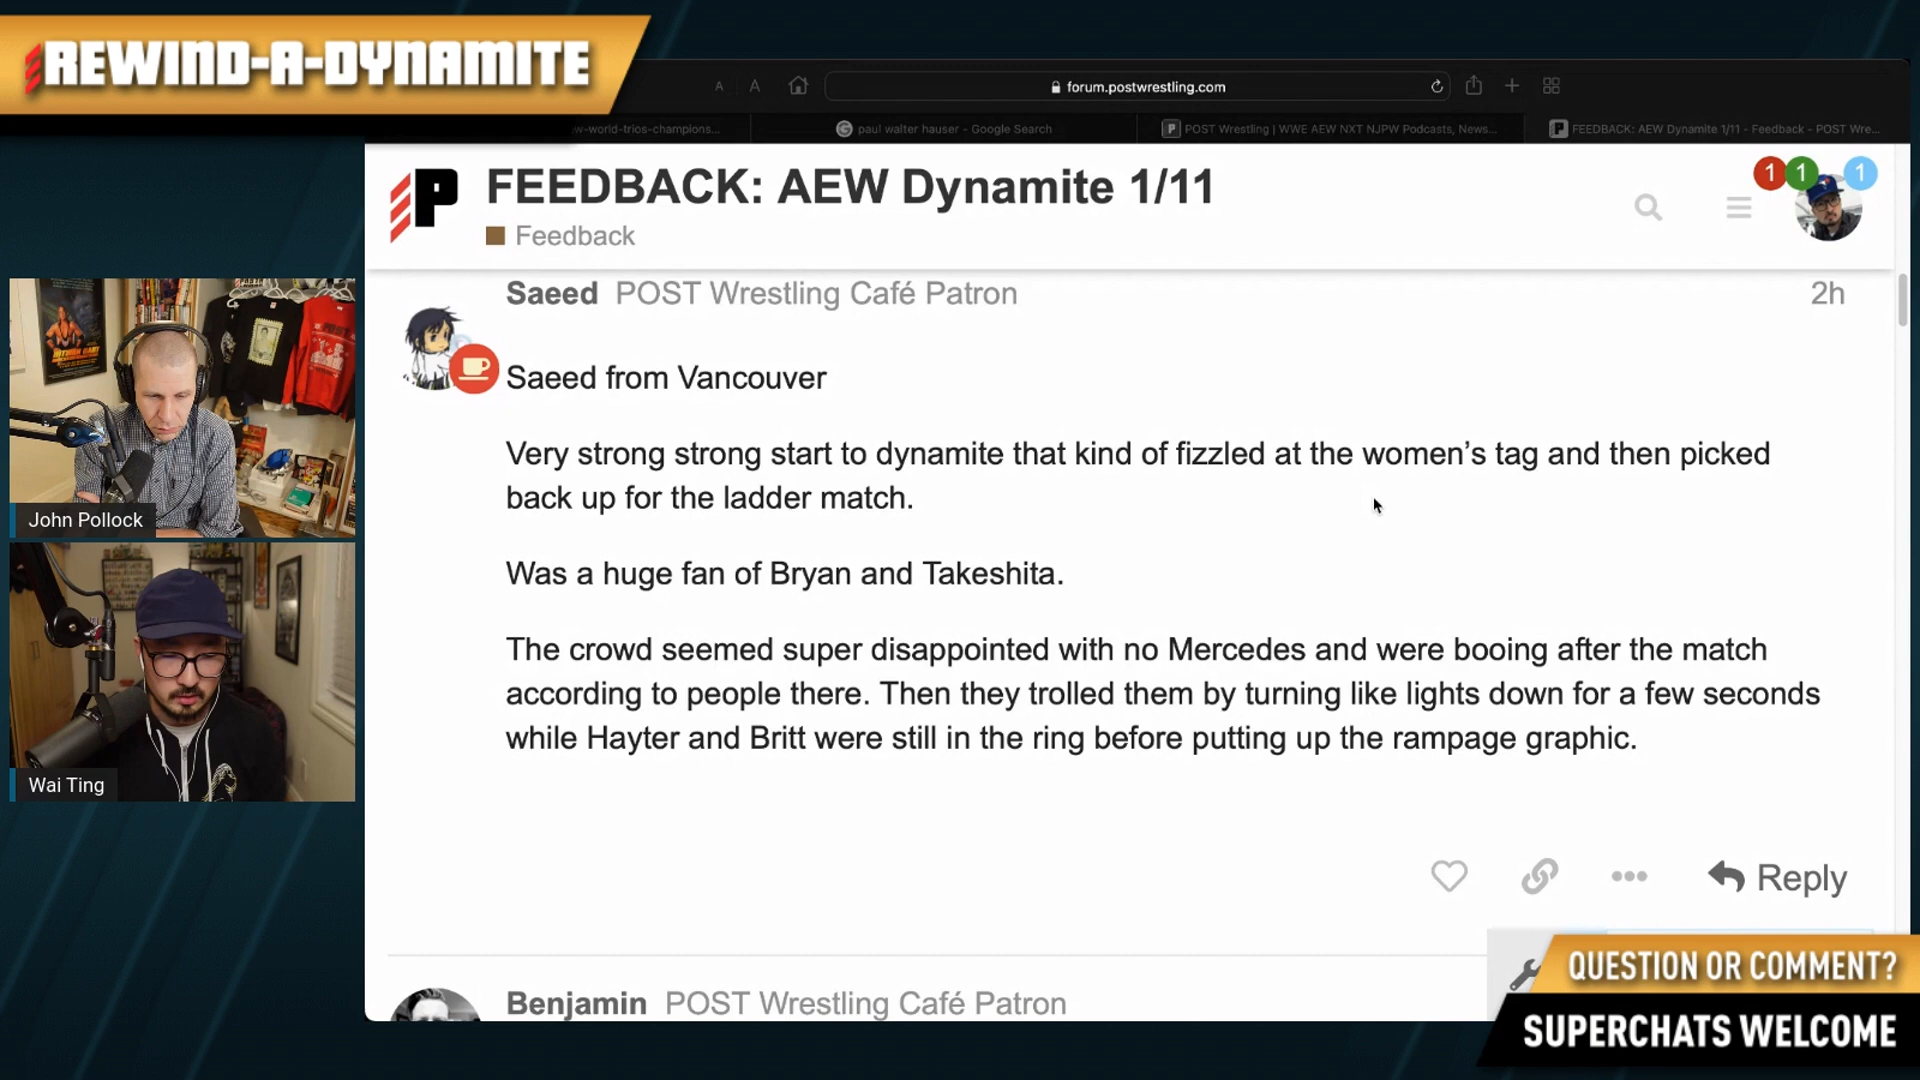 REWIND-A-DYNAMITE
A A
forum.postwrestling.com
w-world-trios-champions...
paul walter hauser - Google Search
POST Wrestling | WWE AEW NXT NJPW Podcasts, News...
FEEDBACK: AEW Dynamite 1/11 - Feedback - POST Wre...
P
FEEDBACK: AEW Dynamite 1/11
Feedback
1 1 1
Saeed POST Wrestling Café Patron
2h
Saeed from Vancouver
Very strong strong start to dynamite that kind of fizzled at the women’s tag and then picked
back up for the ladder match.
Was a huge fan of Bryan and Takeshita.
The crowd seemed super disappointed with no Mercedes and were booing after the match
according to people there. Then they trolled them by turning like lights down for a few seconds
while Hayter and Britt were still in the ring before putting up the rampage graphic.
Reply
Benjamin POST Wrestling Café Patron
John Pollock
Wai Ting
QUESTION OR COMMENT?
SUPERCHATS WELCOME